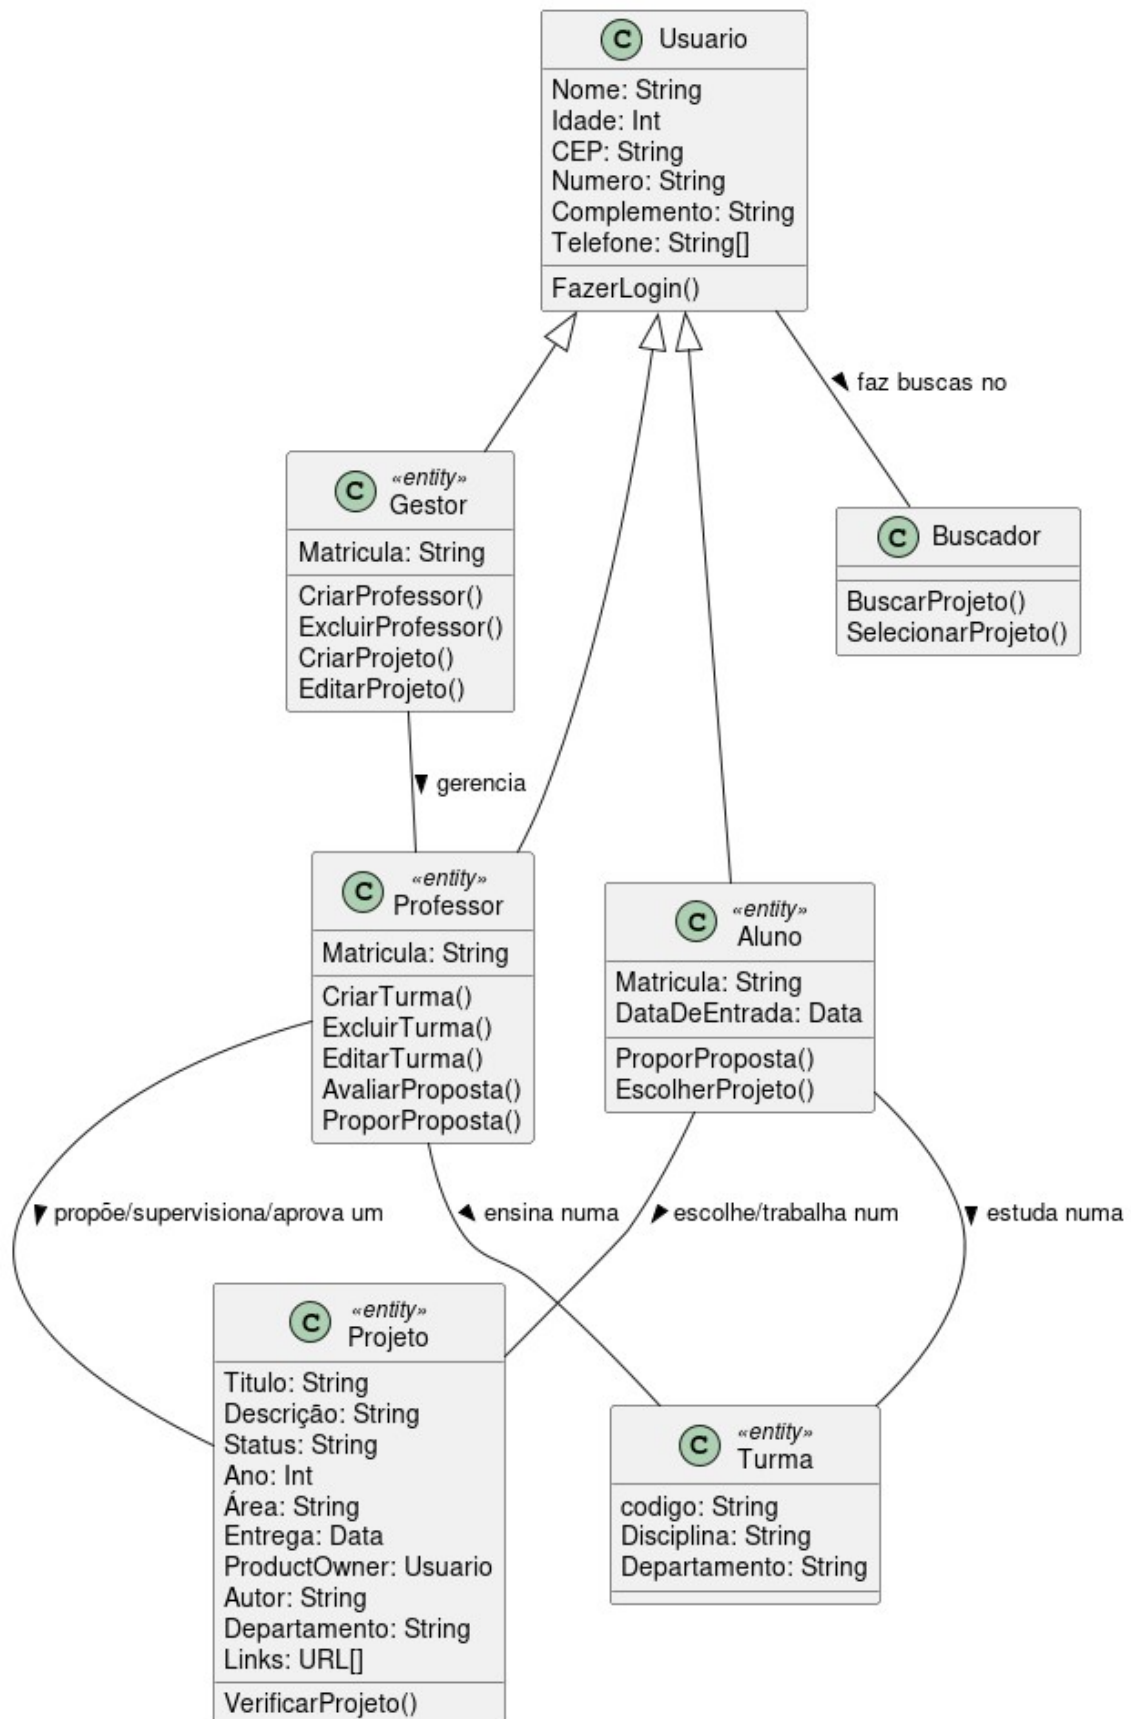 C Usuario
Nome: String
Idade: Int
CEP: String
Numero: String
Complemento: String
Telefone: String[]
FazerLogin()
faz buscas no
«entity»
C Gestor
Matricula: String
CriarProfessor()
ExcluirProfessor()
CriarProjeto()
EditarProjeto()
C Buscador
BuscarProjeto()
SelecionarProjeto()
gerencia
«entity»
C Professor
Matricula: String
CriarTurma()
ExcluirTurma()
EditarTurma()
AvaliarProposta()
ProporProposta()
«entity»
C Aluno
Matricula: String
DataDeEntrada: Data
ProporProposta()
EscolherProjeto()
propõe/supervisiona/aprova um
ensina numa
escolhe/trabalha num
estuda numa
«entity»
C Projeto
Titulo: String
Descrição: String
Status: String
Ano: Int
Área: String
Entrega: Data
ProductOwner: Usuario
Autor: String
Departamento: String
Links: URL[]
VerificarProjeto()
«entity»
C Turma
codigo: String
Disciplina: String
Departamento: String